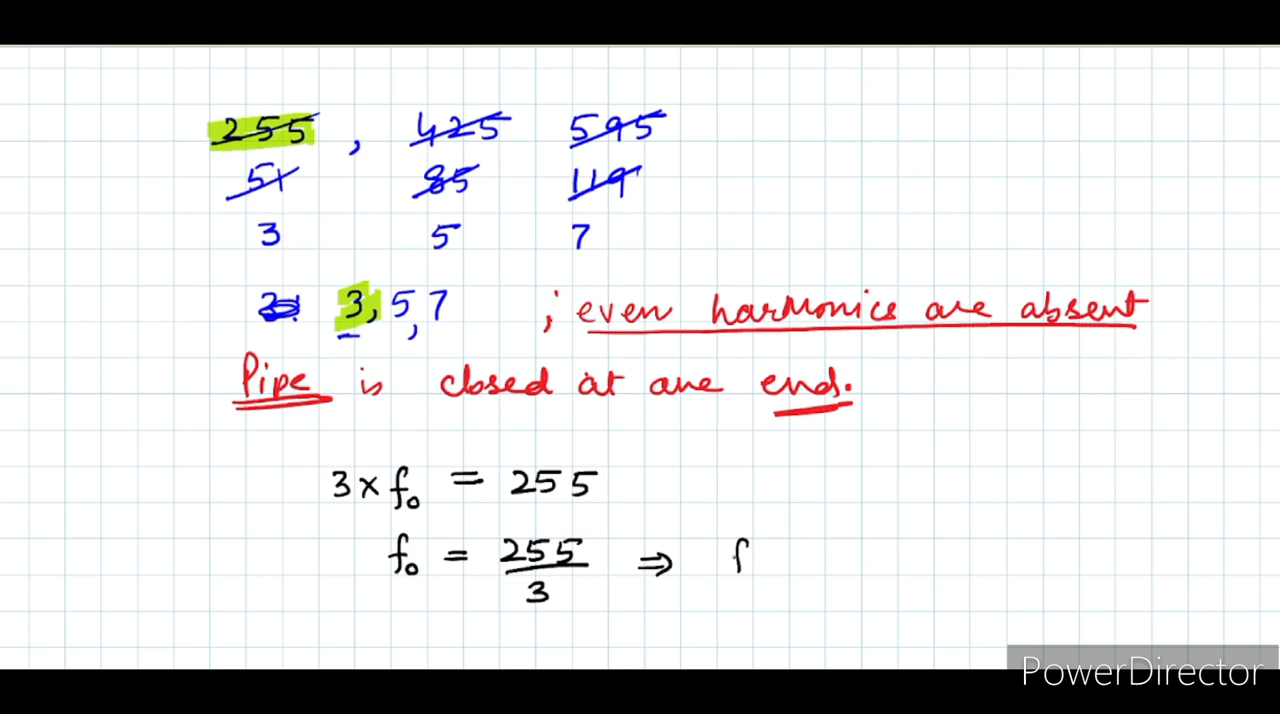 255 , 425 595
51 85 119
3 5 7
3, 5, 7 ; even harmonics are absent
Pipe is closed at one end.
3 × f₀ = 255
f₀ = 255/3 ⇒ f
PowerDirector